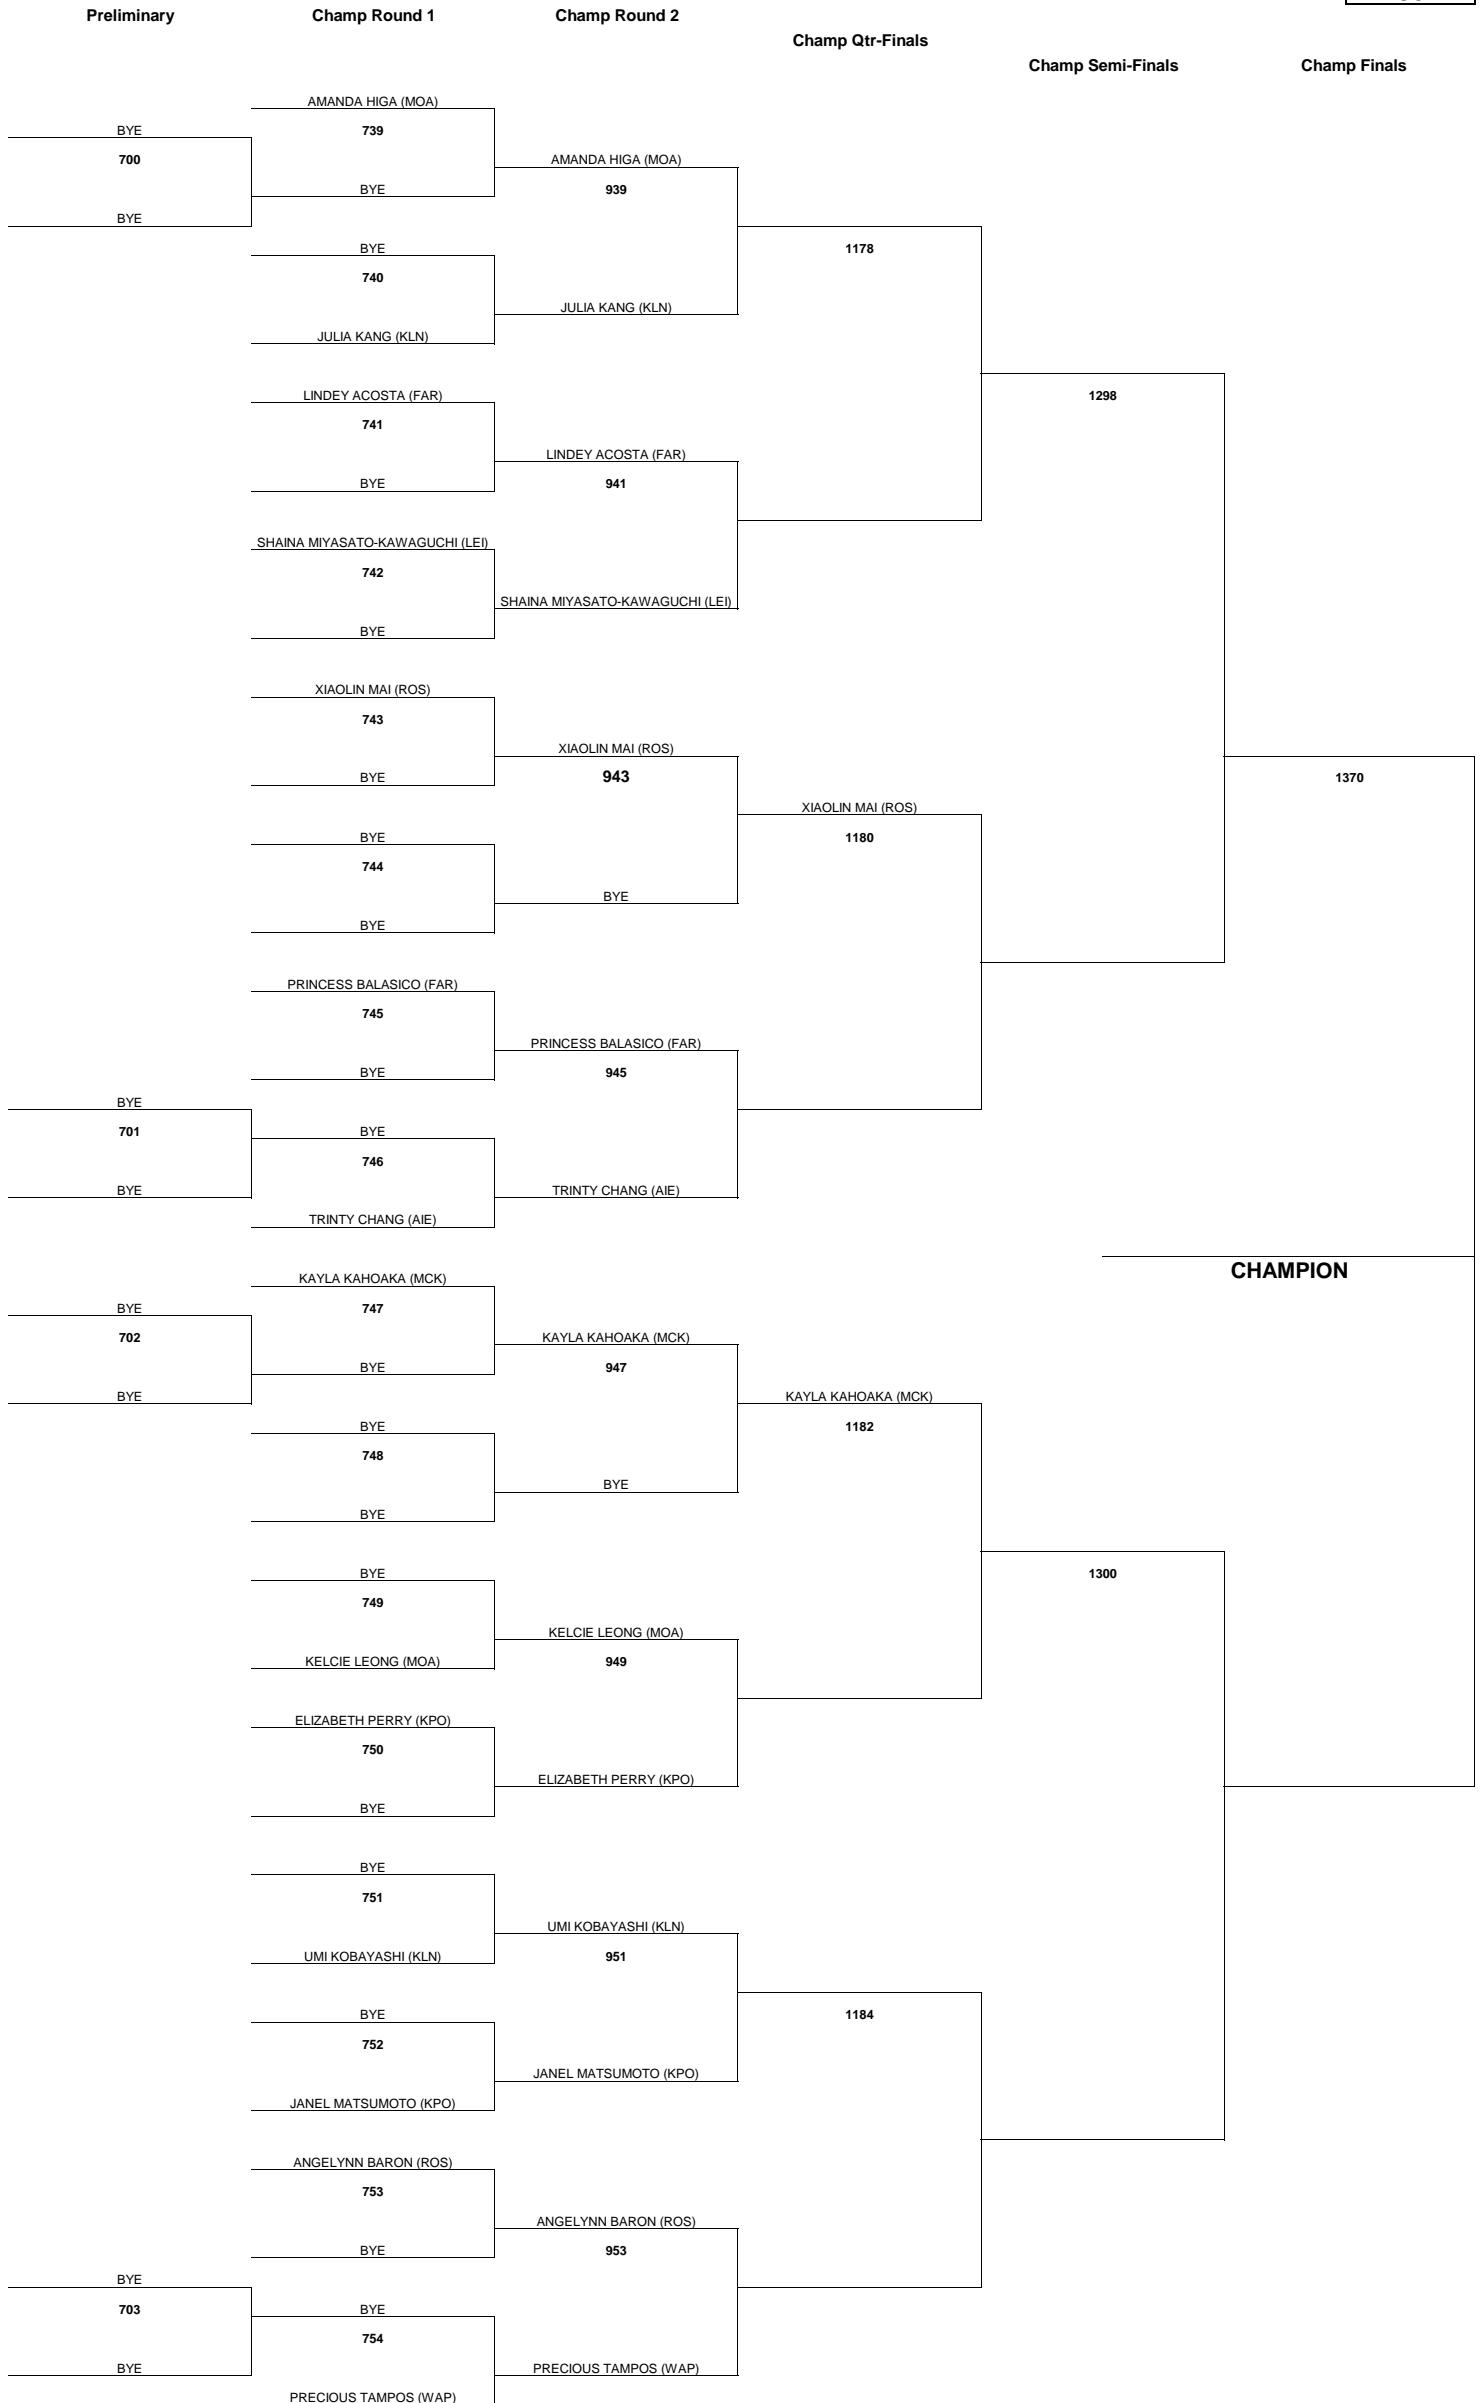 Preliminary
Champ Round 1
Champ Round 2
Champ Qtr-Finals
Champ Semi-Finals
Champ Finals
AMANDA HIGA (MOA)
BYE
739
700
AMANDA HIGA (MOA)
BYE
939
BYE
BYE
1178
740
JULIA KANG (KLN)
JULIA KANG (KLN)
LINDEY ACOSTA (FAR)
1298
741
LINDEY ACOSTA (FAR)
BYE
941
SHAINA MIYASATO-KAWAGUCHI (LEI)
742
SHAINA MIYASATO-KAWAGUCHI (LEI)
BYE
XIAOLIN MAI (ROS)
743
XIAOLIN MAI (ROS)
BYE
943
1370
XIAOLIN MAI (ROS)
BYE
1180
744
BYE
BYE
PRINCESS BALASICO (FAR)
745
PRINCESS BALASICO (FAR)
BYE
945
BYE
701
BYE
746
BYE
TRINTY CHANG (AIE)
TRINTY CHANG (AIE)
CHAMPION
KAYLA KAHOAKA (MCK)
BYE
747
702
KAYLA KAHOAKA (MCK)
BYE
947
BYE
KAYLA KAHOAKA (MCK)
BYE
1182
748
BYE
BYE
BYE
1300
749
KELCIE LEONG (MOA)
KELCIE LEONG (MOA)
949
ELIZABETH PERRY (KPO)
750
ELIZABETH PERRY (KPO)
BYE
BYE
751
UMI KOBAYASHI (KLN)
UMI KOBAYASHI (KLN)
951
BYE
1184
752
JANEL MATSUMOTO (KPO)
JANEL MATSUMOTO (KPO)
ANGELYNN BARON (ROS)
753
ANGELYNN BARON (ROS)
BYE
953
BYE
703
BYE
754
BYE
PRECIOUS TAMPOS (WAP)
PRECIOUS TAMPOS (WAP)